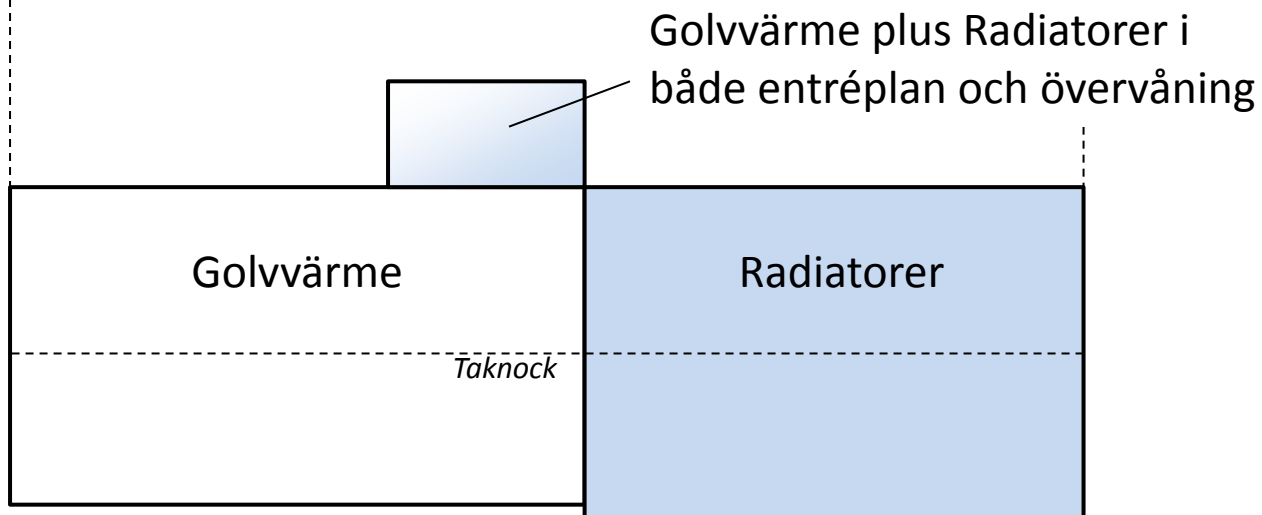 Golvvärme plus Radiatorer i
både entréplan och övervåning
Golvvärme
Radiatorer
Taknock